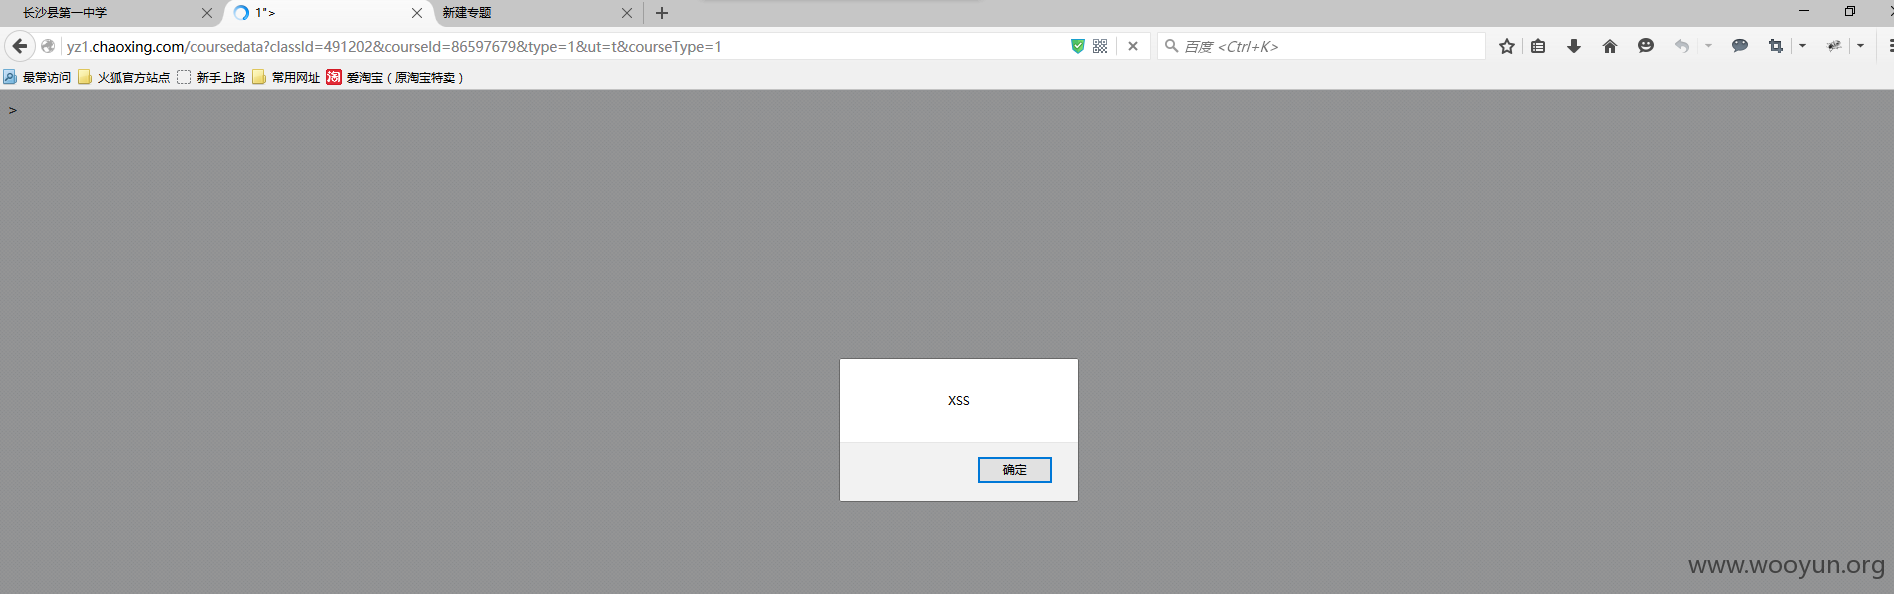 长沙县第一中学
1">
新建专题
yz1.chaoxing.com/coursedata?classId=491202&courseId=86597679&type=1&ut=t&courseType=1
百度 <Ctrl+K>
最常访问 火狐官方站点 新手上路 常用网址 淘 爱淘宝（原淘宝特卖）
>
XSS
确定
www.wooyun.org